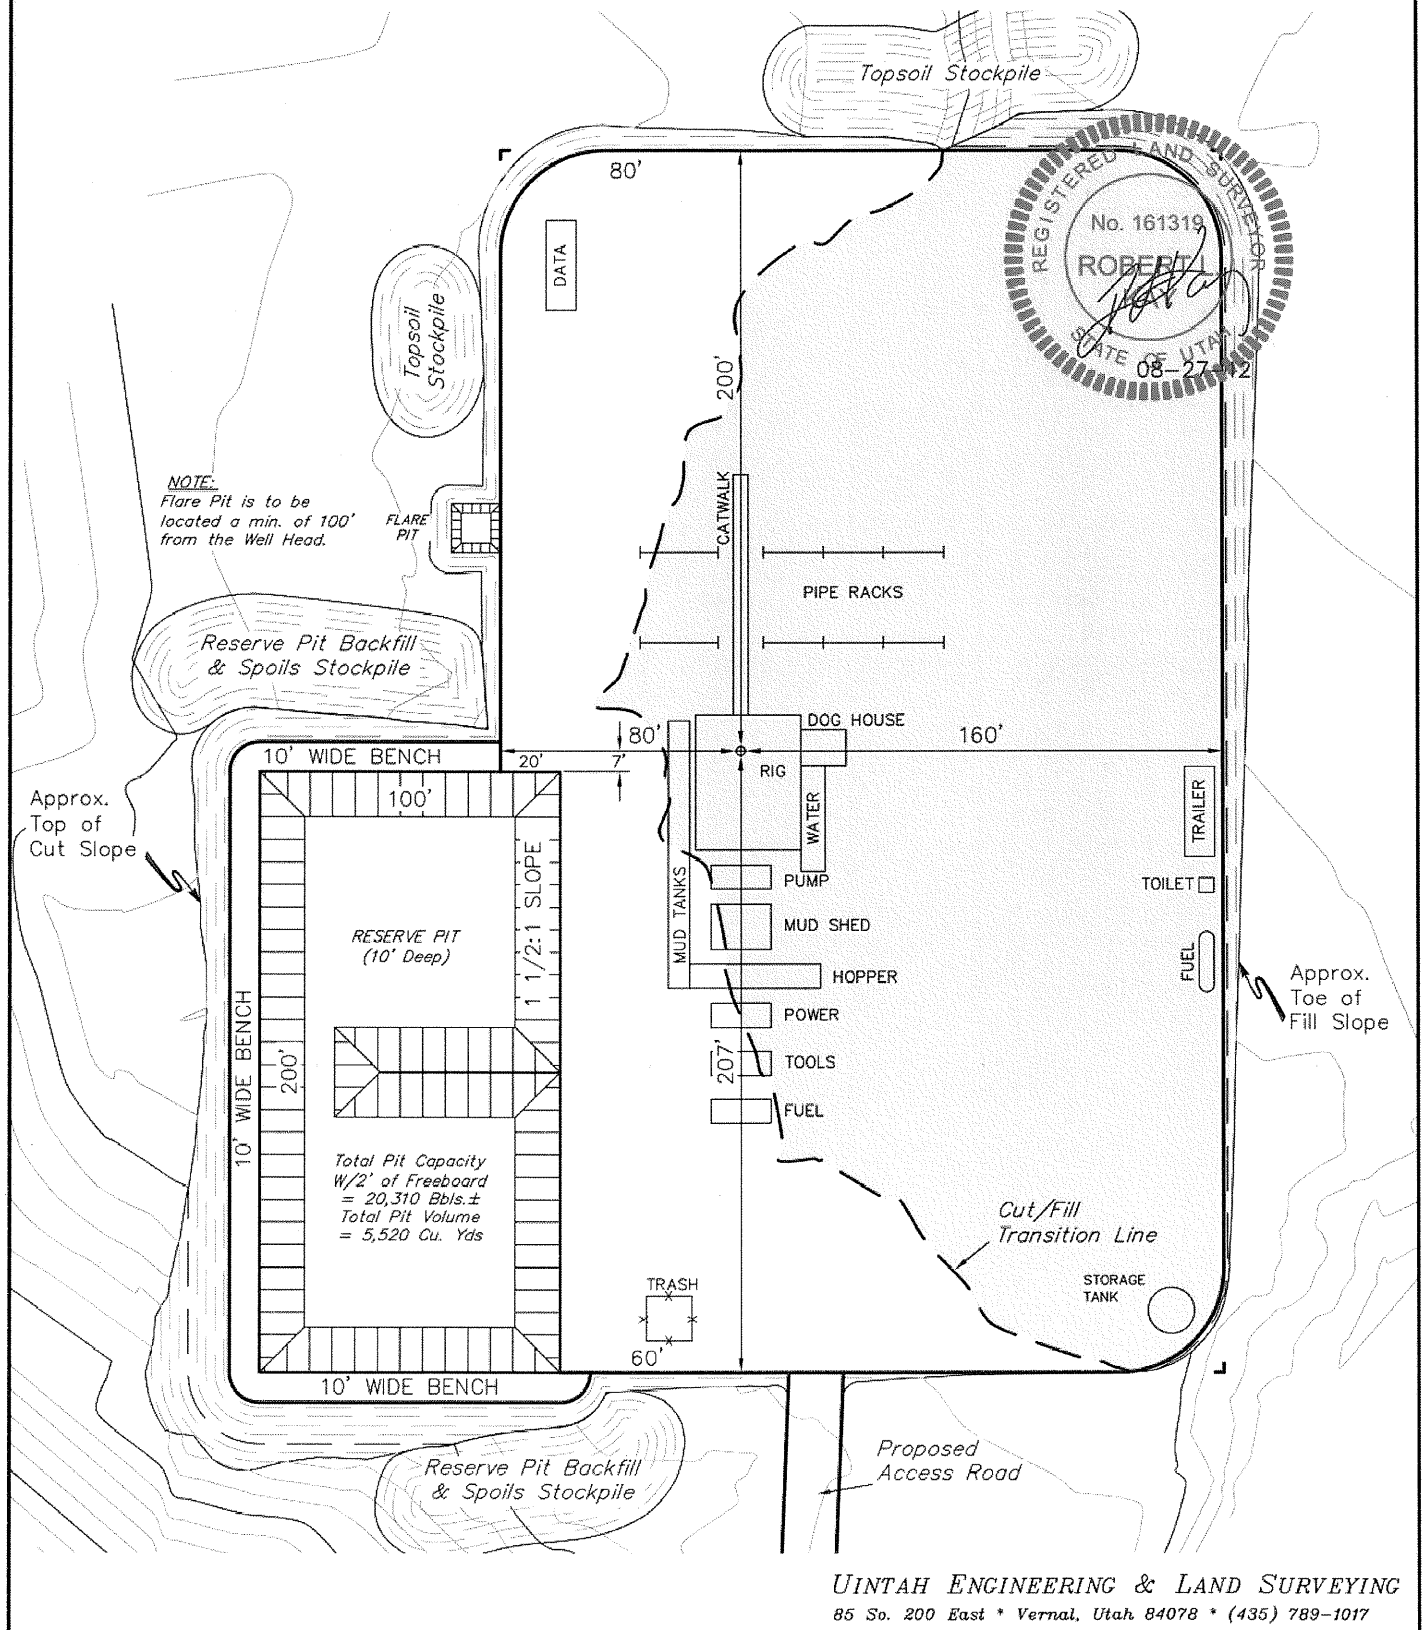 Topsoil Stockpile
80'
REGISTERED LAND SURVEYOR
No. 161319
ROBERT L.
STATE OF UTAH
08-27-12
DATA
Topsoil
Stockpile
200'
CATWALK
NOTE:
Flare Pit is to be
located a min. of 100'
from the Well Head.
FLARE
PIT
PIPE RACKS
Reserve Pit Backfill
& Spoils Stockpile
DOG HOUSE
80'
160'
10' WIDE BENCH
20'
7'
RIG
100'
Approx.
Top of
Cut Slope
WATER
TRAILER
1 1/2:1 SLOPE
MUD TANKS
PUMP
TOILET
MUD SHED
RESERVE PIT
(10' Deep)
FUEL
HOPPER
Approx.
Toe of
Fill Slope
POWER
10' WIDE BENCH
200'
207'
TOOLS
FUEL
Total Pit Capacity
W/2' of Freeboard
= 20,310 Bbls.±
Total Pit Volume
= 5,520 Cu. Yds
Cut/Fill
Transition Line
TRASH
STORAGE
TANK
60'
10' WIDE BENCH
Proposed
Access Road
Reserve Pit Backfill
& Spoils Stockpile
UINTAH ENGINEERING & LAND SURVEYING
85 So. 200 East * Vernal, Utah 84078 * (435) 789-1017